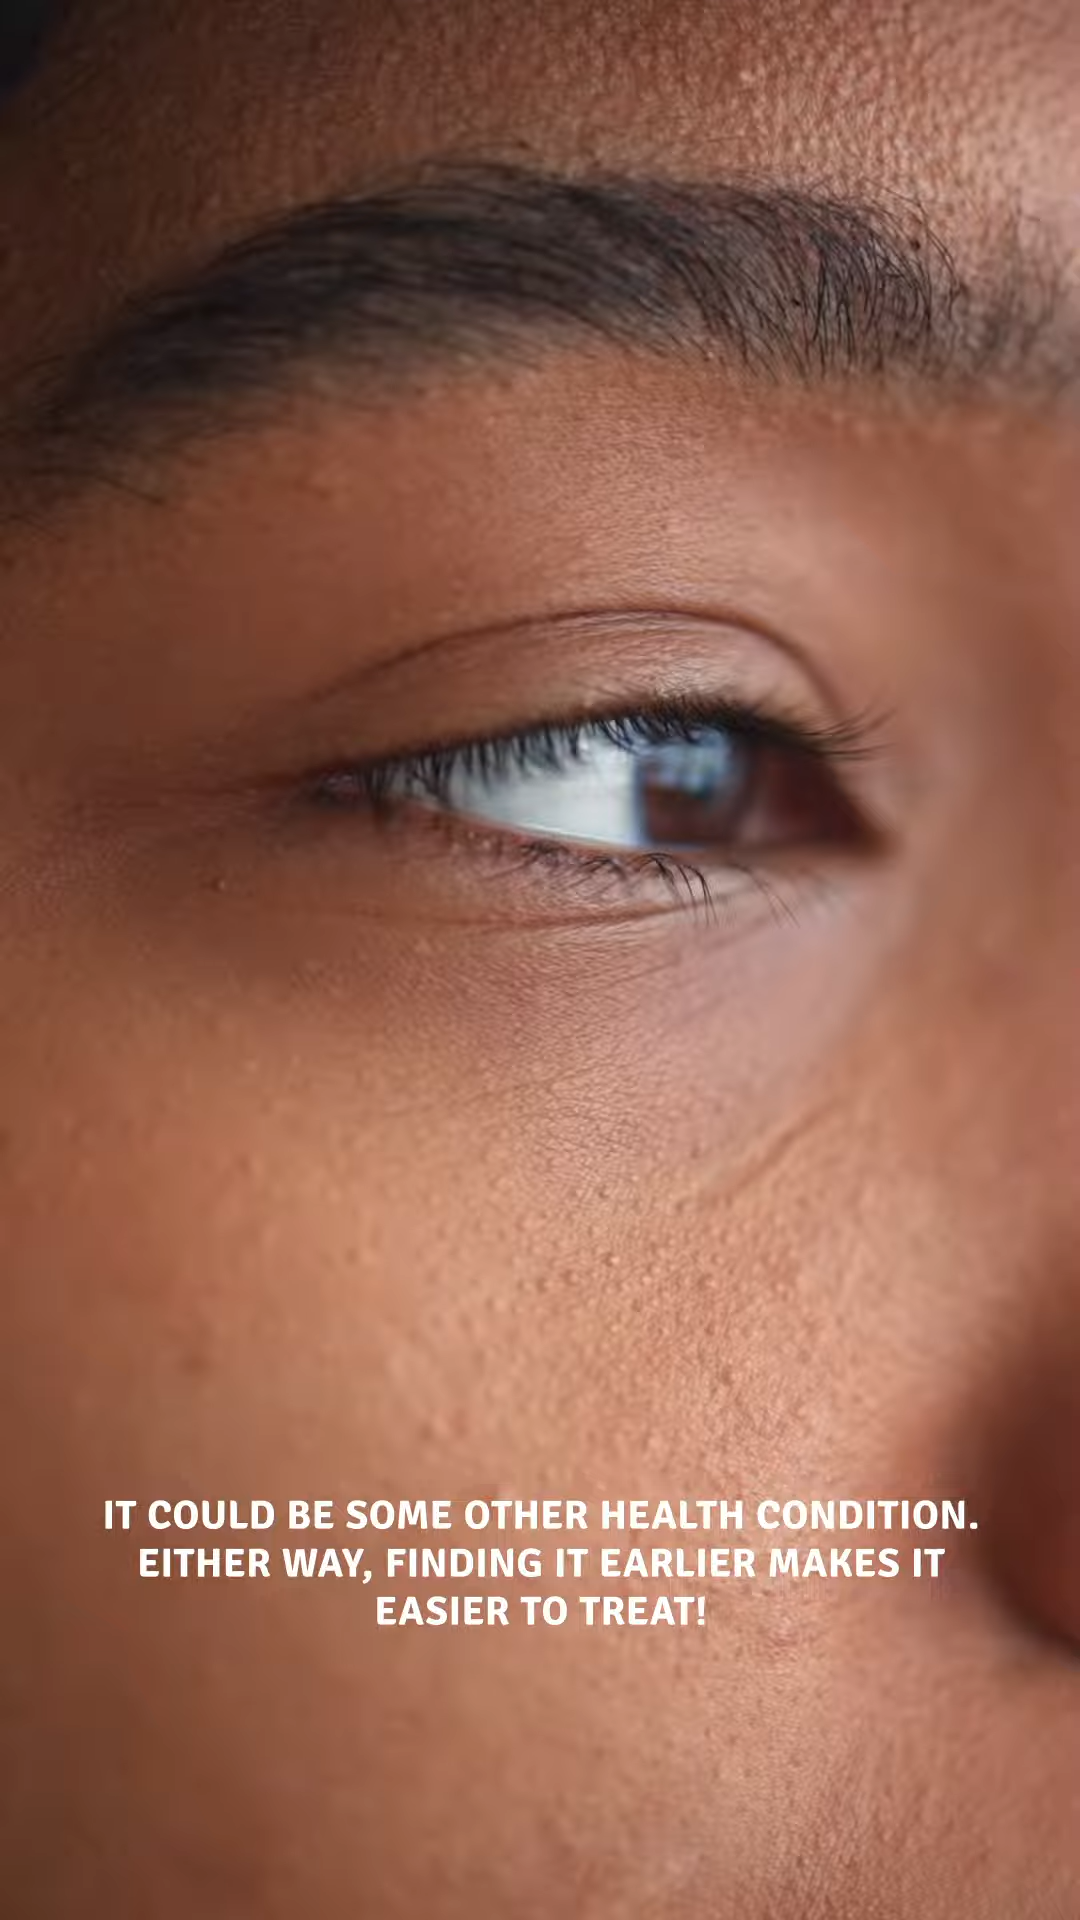 IT COULD BE SOME OTHER HEALTH CONDITION.
EITHER WAY, FINDING IT EARLIER MAKES IT
EASIER TO TREAT!